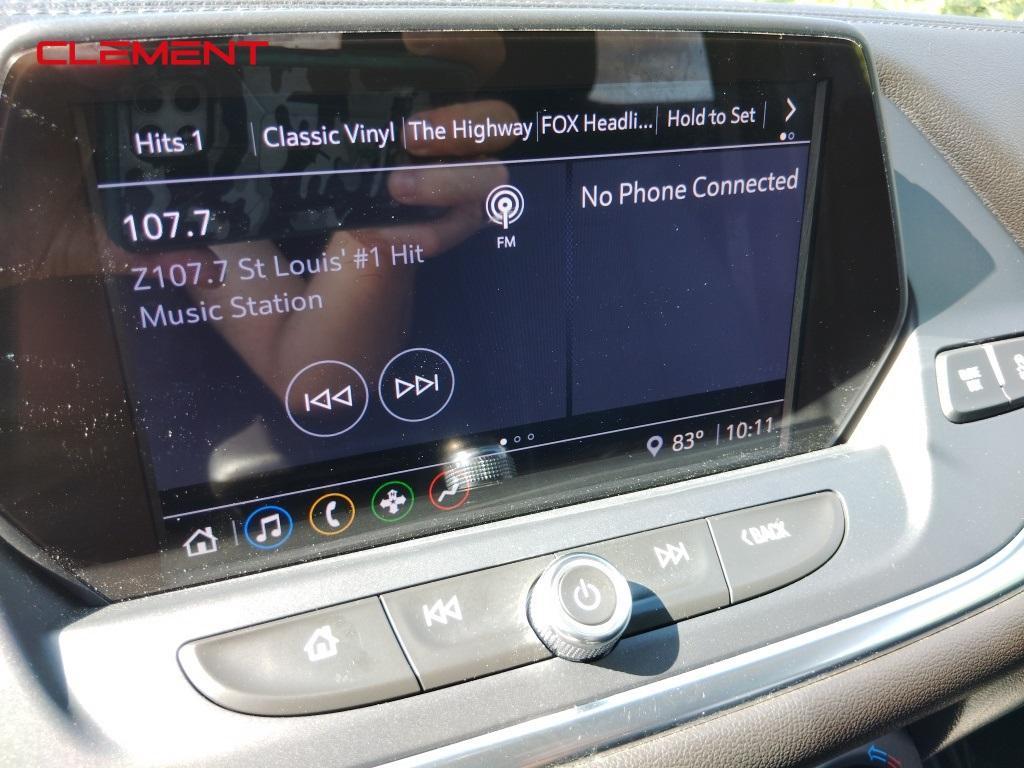 CLEMENT
Hits 1 Classic Vinyl The Highway FOX Headli... Hold to Set
107.7
FM
No Phone Connected
Z107.7 St Louis' #1 Hit
Music Station
83° 10:11
BACK